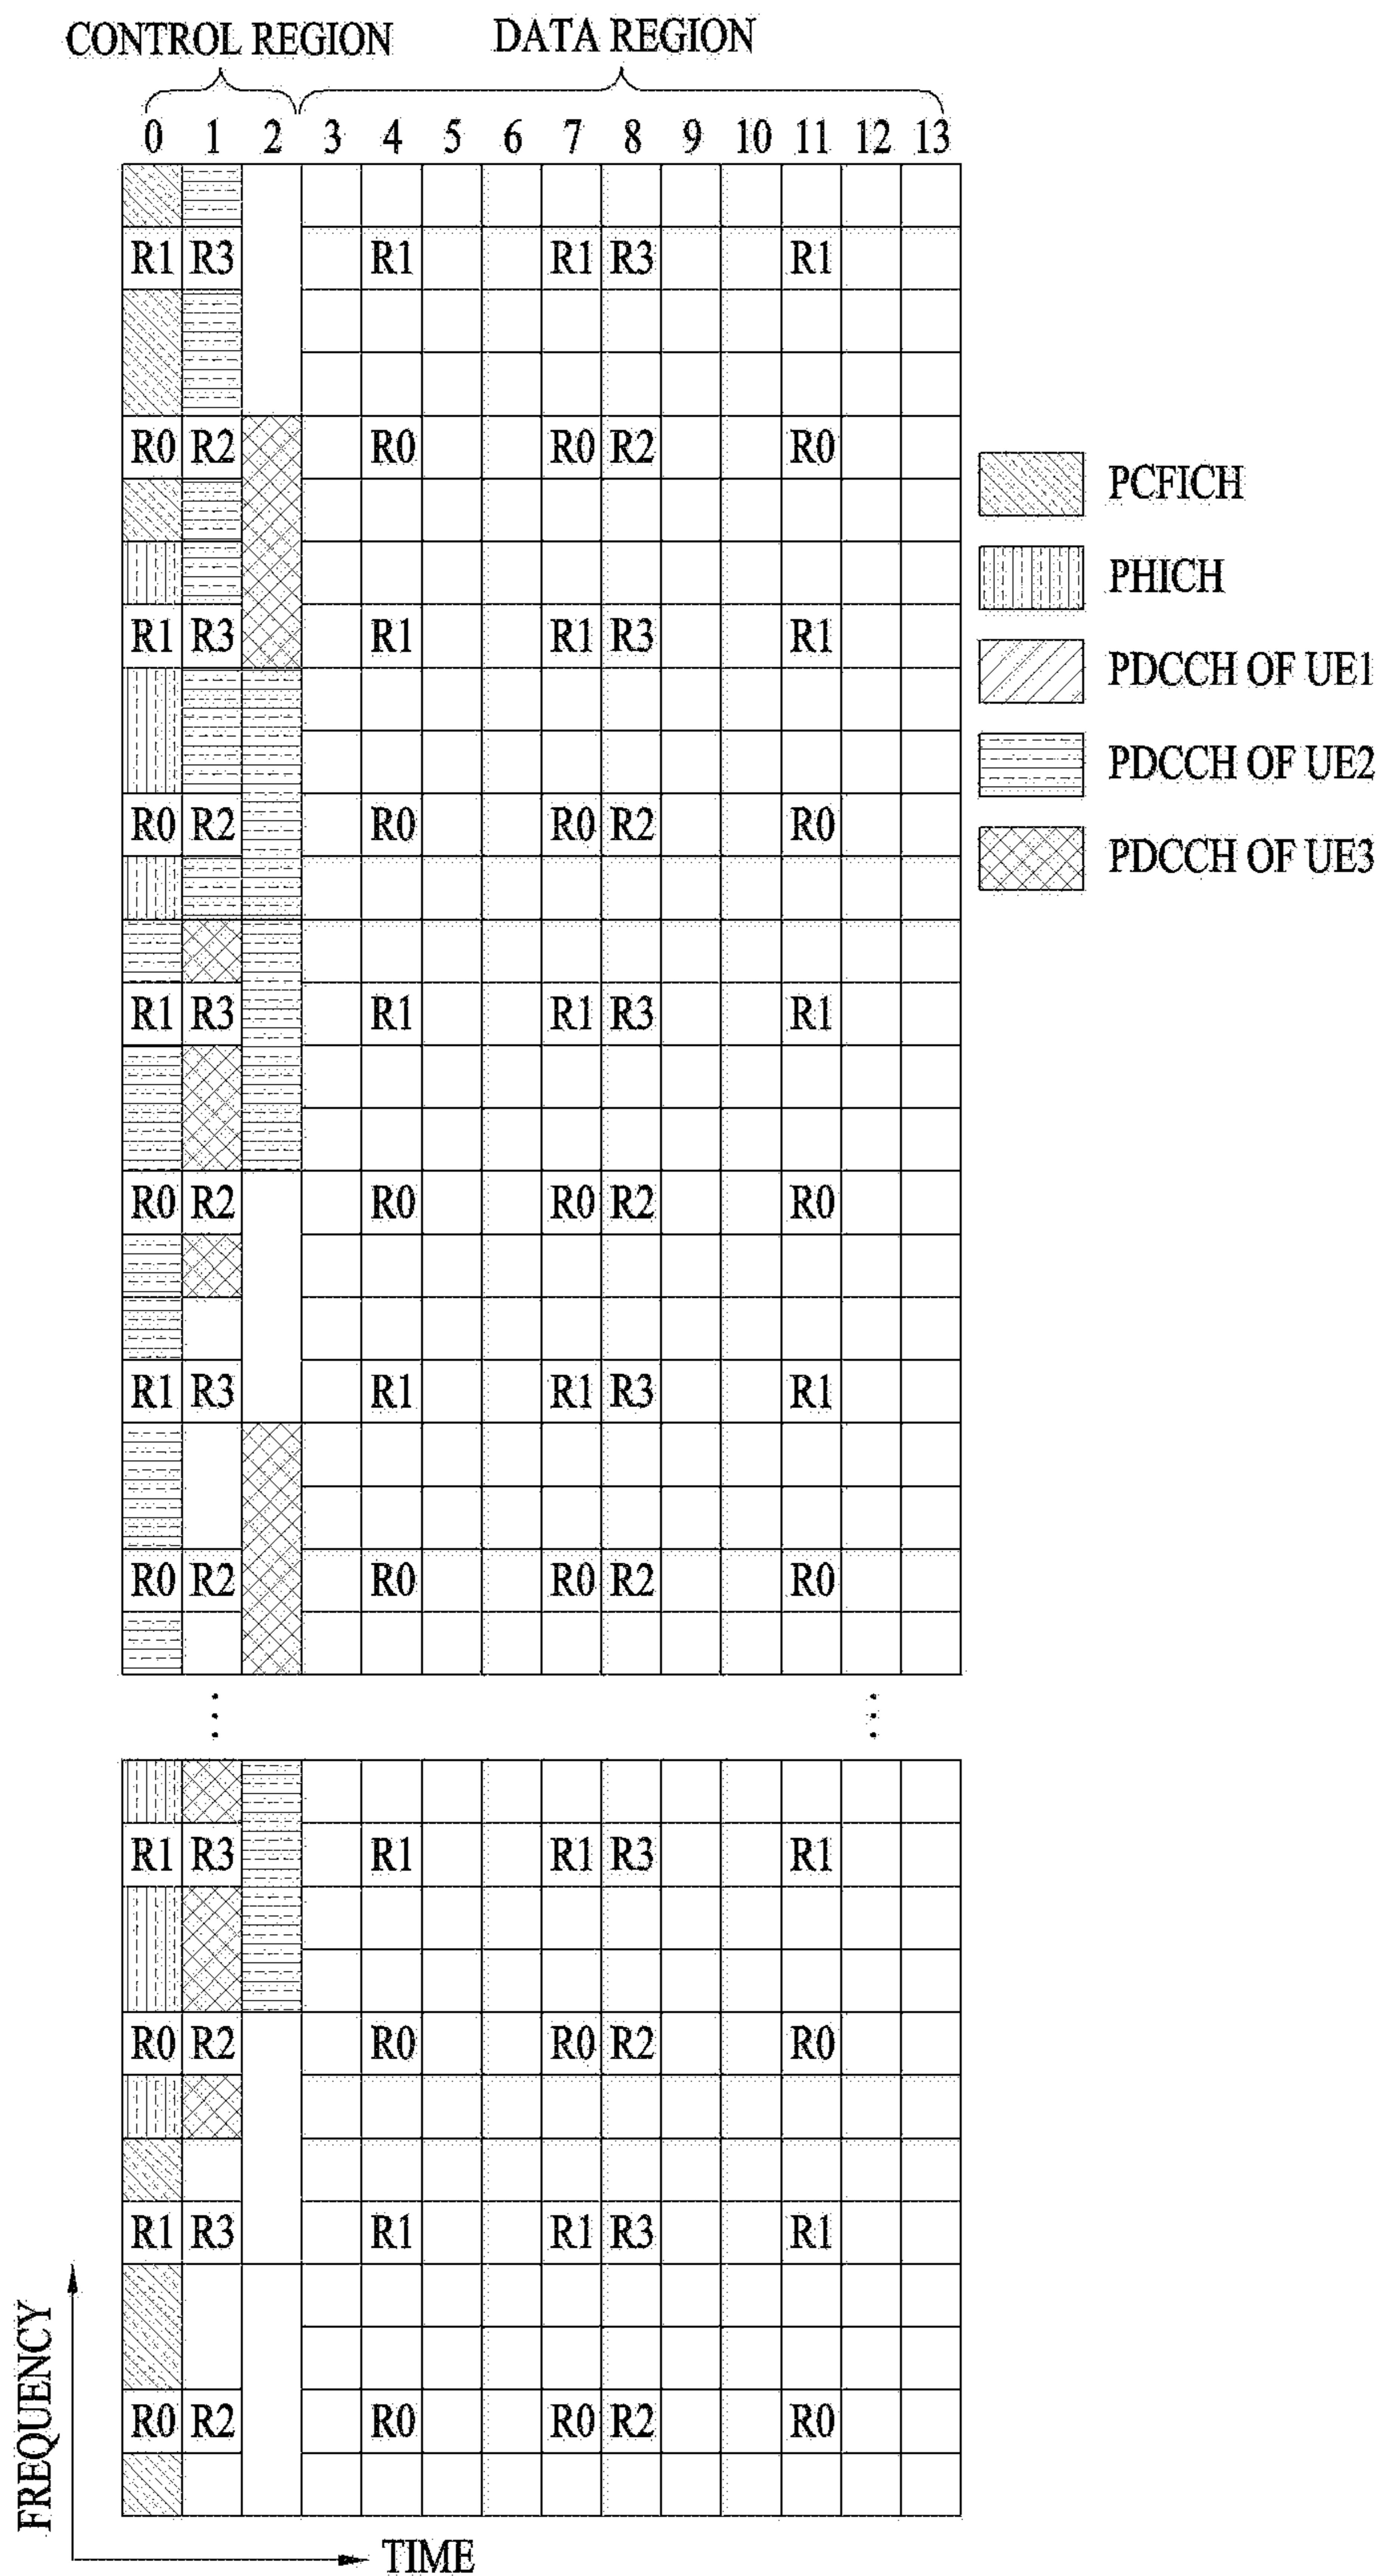 CONTROL REGION DATA REGION
0 1 2 3 4 5 6 7 8 9 10 11 12 13
R1 R3 R1 R1 R3 R1
R0 R2 R0 R0 R2 R0
PCFICH
PHICH
R1 R3 R1 R1 R3 R1
PDCCH OF UE1
PDCCH OF UE2
R0 R2 R0 R0 R2 R0
PDCCH OF UE3
R1 R3 R1 R1 R3 R1
R0 R2 R0 R0 R2 R0
R1 R3 R1 R1 R3 R1
R0 R2 R0 R0 R2 R0
R1 R3 R1 R1 R3 R1
R0 R2 R0 R0 R2 R0
R1 R3 R1 R1 R3 R1
R0 R2 R0 R0 R2 R0
FREQUENCY
TIME